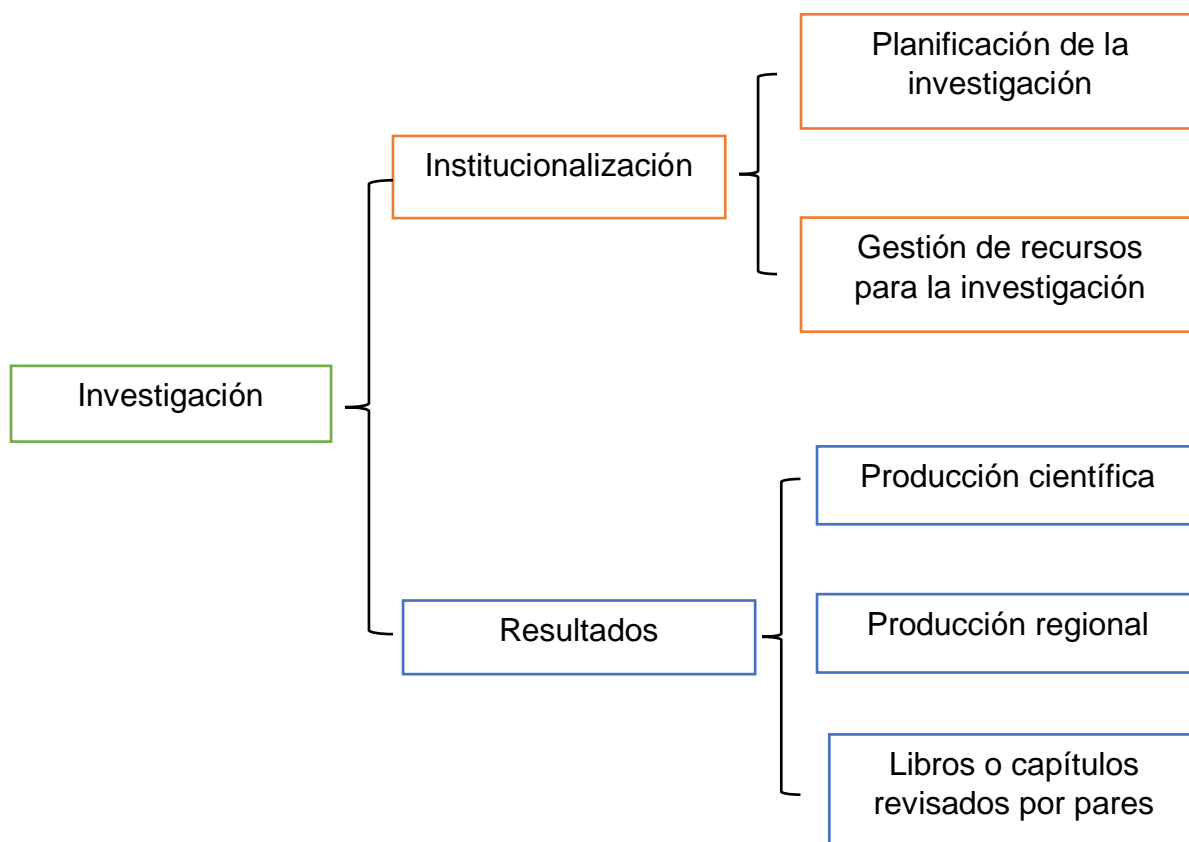 Planificación de la
investigación
Institucionalización
Gestión de recursos
para la investigación
Investigación
Producción científica
Producción regional
Resultados
Libros o capítulos
revisados por pares